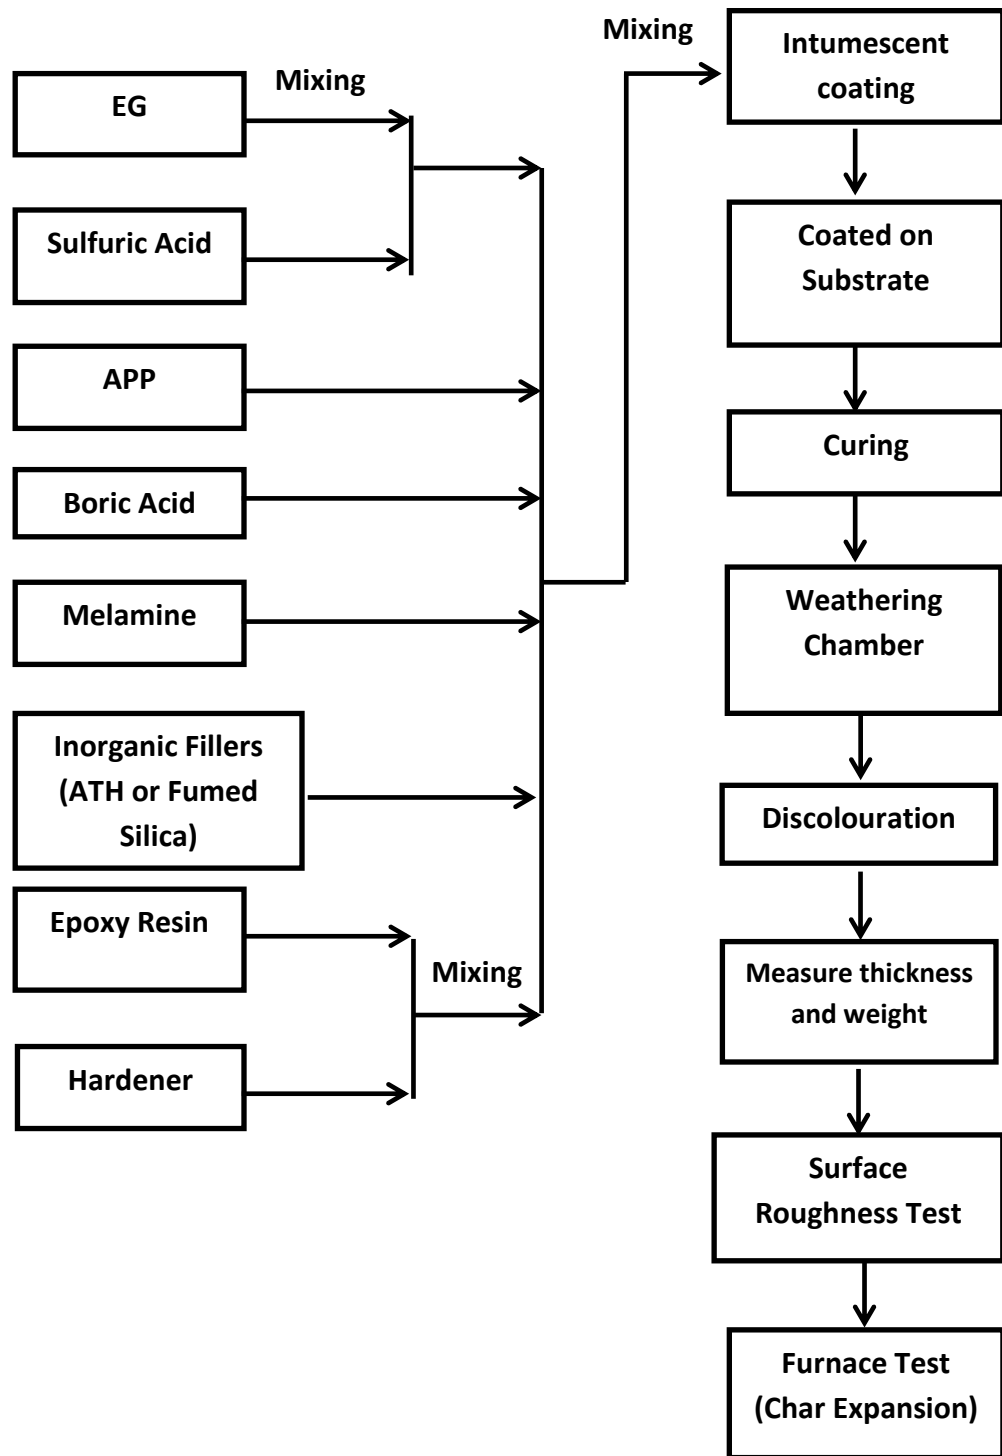 EG
Mixing
Sulfuric Acid
APP
Boric Acid
Melamine
Inorganic Fillers
(ATH or Fumed
Silica)
Epoxy Resin
Mixing
Hardener
Mixing
Intumescent
coating
Coated on
Substrate
Curing
Weathering
Chamber
Discolouration
Measure thickness
and weight
Surface
Roughness Test
Furnace Test
(Char Expansion)